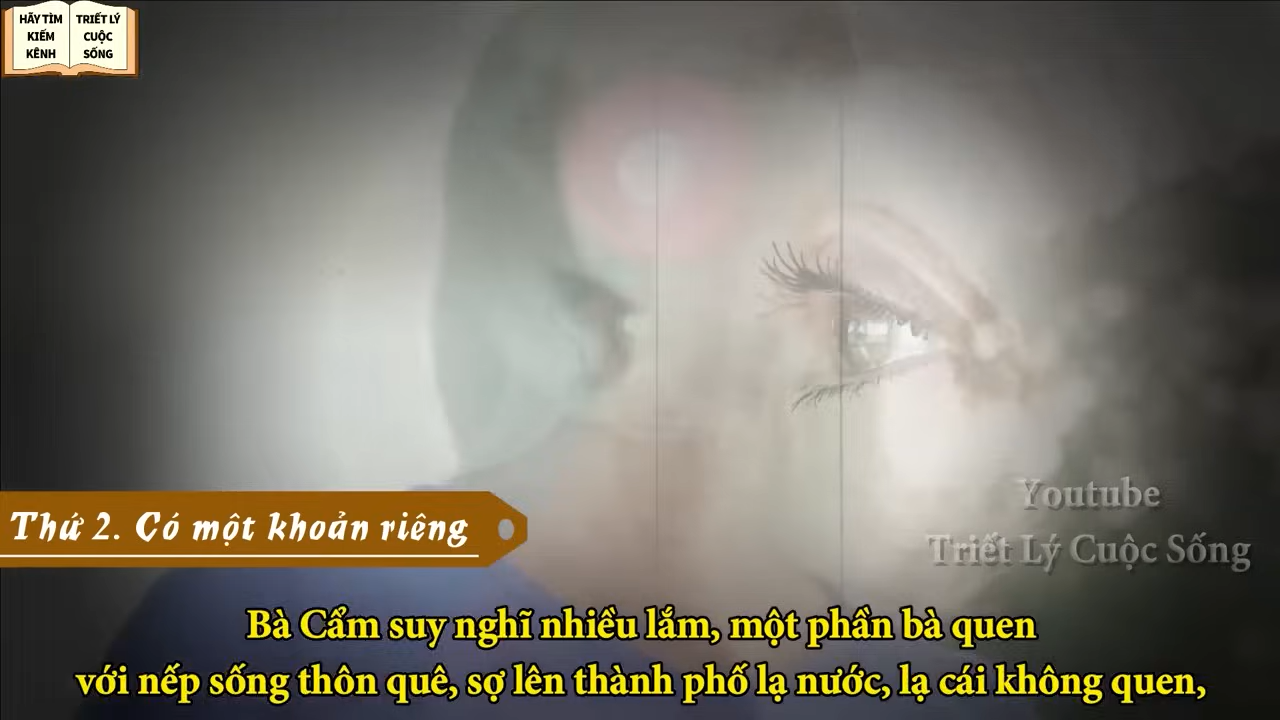 HÃY TÌM
KIẾM
KÊNH
TRIẾT LÝ
CUỘC
SỐNG
Youtube
Triết Lý Cuộc Sống
Thứ 2. Có một khoản riêng
Bà Cẩm suy nghĩ nhiều lắm, một phần bà quen
với nếp sống thôn quê, sợ lên thành phố lạ nước, lạ cái không quen,